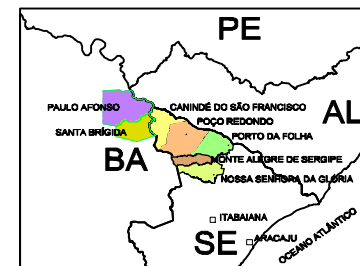 PE
AL
PAULO AFONSO
CANINDÉ DO SÃO FRANCISCO
POÇO REDONDO
SANTA BRÍGIDA
PORTO DA FOLHA
BA
MONTE ALEGRE DE SERGIPE
NOSSA SENHORA DA GLÓRIA
ITABAIANA
SE
ARACAJU
OCEANO ATLÂNTICO